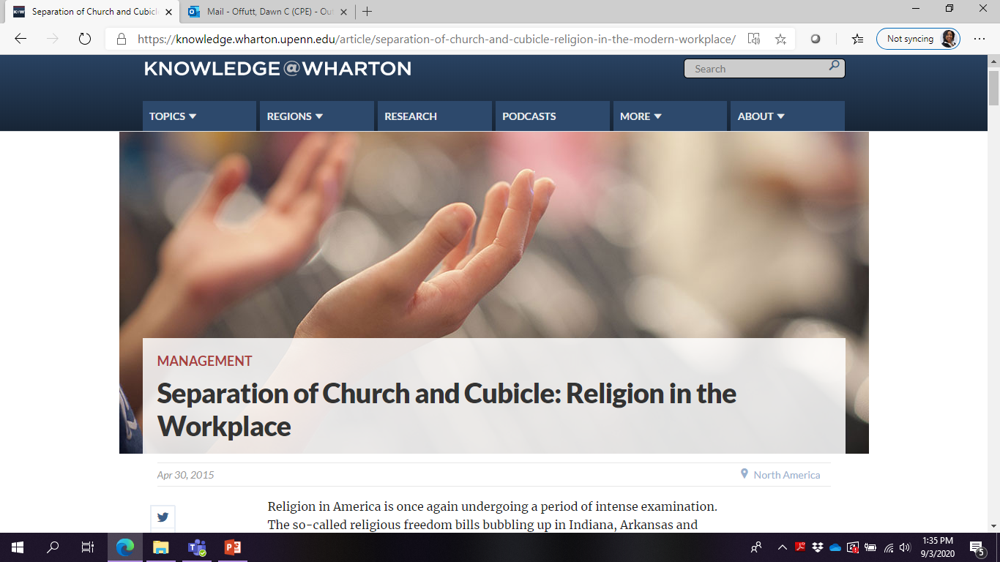 Separation of Church and Cubicl
Mail - Offutt, Dawn C (CPE) - Out
https://knowledge.wharton.upenn.edu/article/separation-of-church-and-cubicle-religion-in-the-modern-workplace/
Not syncing
KNOWLEDGE@WHARTON
Search
TOPICS
REGIONS
RESEARCH
PODCASTS
MORE
ABOUT
MANAGEMENT
Separation of Church and Cubicle: Religion in the
Workplace
Apr 30, 2015
North America
Religion in America is once again undergoing a period of intense examination.
The so-called religious freedom bills bubbling up in Indiana, Arkansas and
1:35 PM
9/3/2020
5